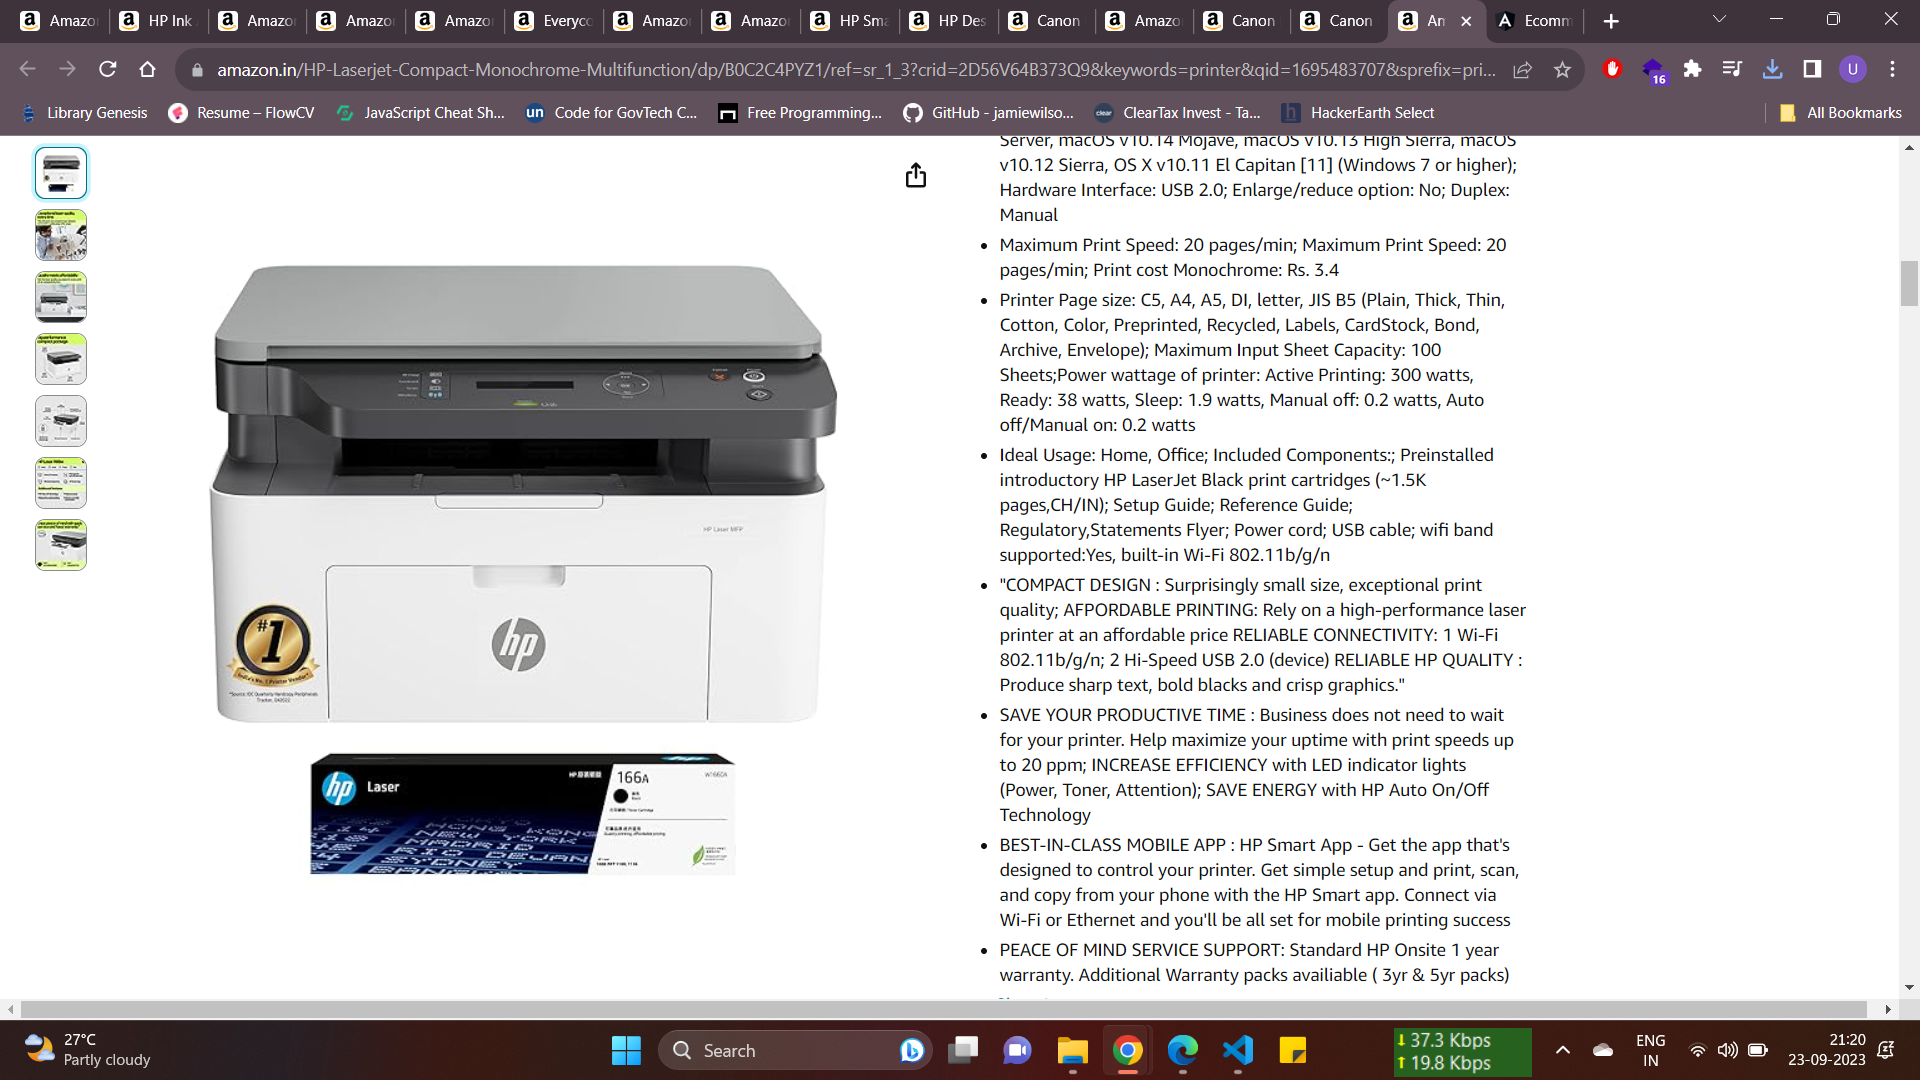 Amazo
HP Ink
Amazo
Amazo
Amazo
Everyco
Amazo
Amazo
HP Sma
HP Des
Canon
Amazo
Canon
Canon
Am
Ecomm
amazon.in/HP-Laserjet-Compact-Monochrome-Multifunction/dp/B0C2C4PYZ1/ref=sr_1_3?crid=2D56V64B373Q9&keywords=printer&qid=1695483707&sprefix=pri...
16
U
Library Genesis
Resume – FlowCV
JavaScript Cheat Sh...
un Code for GovTech C...
Free Programming...
GitHub - jamiewilso...
clear ClearTax Invest - Ta...
h HackerEarth Select
All Bookmarks
Server, macOS v10.14 Mojave, macOS v10.13 High Sierra, macOS
v10.12 Sierra, OS X v10.11 El Capitan [11] (Windows 7 or higher);
Hardware Interface: USB 2.0; Enlarge/reduce option: No; Duplex:
Manual
Maximum Print Speed: 20 pages/min; Maximum Print Speed: 20
pages/min; Print cost Monochrome: Rs. 3.4
Printer Page size: C5, A4, A5, DI, letter, JIS B5 (Plain, Thick, Thin,
Cotton, Color, Preprinted, Recycled, Labels, CardStock, Bond,
Archive, Envelope); Maximum Input Sheet Capacity: 100
Sheets;Power wattage of printer: Active Printing: 300 watts,
Ready: 38 watts, Sleep: 1.9 watts, Manual off: 0.2 watts, Auto
off/Manual on: 0.2 watts
Ideal Usage: Home, Office; Included Components:; Preinstalled
introductory HP LaserJet Black print cartridges (~1.5K
pages,CH/IN); Setup Guide; Reference Guide;
Regulatory,Statements Flyer; Power cord; USB cable; wifi band
supported:Yes, built-in Wi-Fi 802.11b/g/n
"COMPACT DESIGN : Surprisingly small size, exceptional print
quality; AFPORDABLE PRINTING: Rely on a high-performance laser
printer at an affordable price RELIABLE CONNECTIVITY: 1 Wi-Fi
802.11b/g/n; 2 Hi-Speed USB 2.0 (device) RELIABLE HP QUALITY :
Produce sharp text, bold blacks and crisp graphics."
SAVE YOUR PRODUCTIVE TIME : Business does not need to wait
for your printer. Help maximize your uptime with print speeds up
to 20 ppm; INCREASE EFFICIENCY with LED indicator lights
(Power, Toner, Attention); SAVE ENERGY with HP Auto On/Off
Technology
BEST-IN-CLASS MOBILE APP : HP Smart App - Get the app that's
designed to control your printer. Get simple setup and print, scan,
and copy from your phone with the HP Smart app. Connect via
Wi-Fi or Ethernet and you'll be all set for mobile printing success
PEACE OF MIND SERVICE SUPPORT: Standard HP Onsite 1 year
warranty. Additional Warranty packs availiable ( 3yr & 5yr packs)
HP Laser MFP
hp
#1
India's No. 1 Printer Vendor*
hp Laser
166A
W1660A
hp
27°C
Partly cloudy
Search
37.3 Kbps
19.8 Kbps
ENG
IN
21:20
23-09-2023